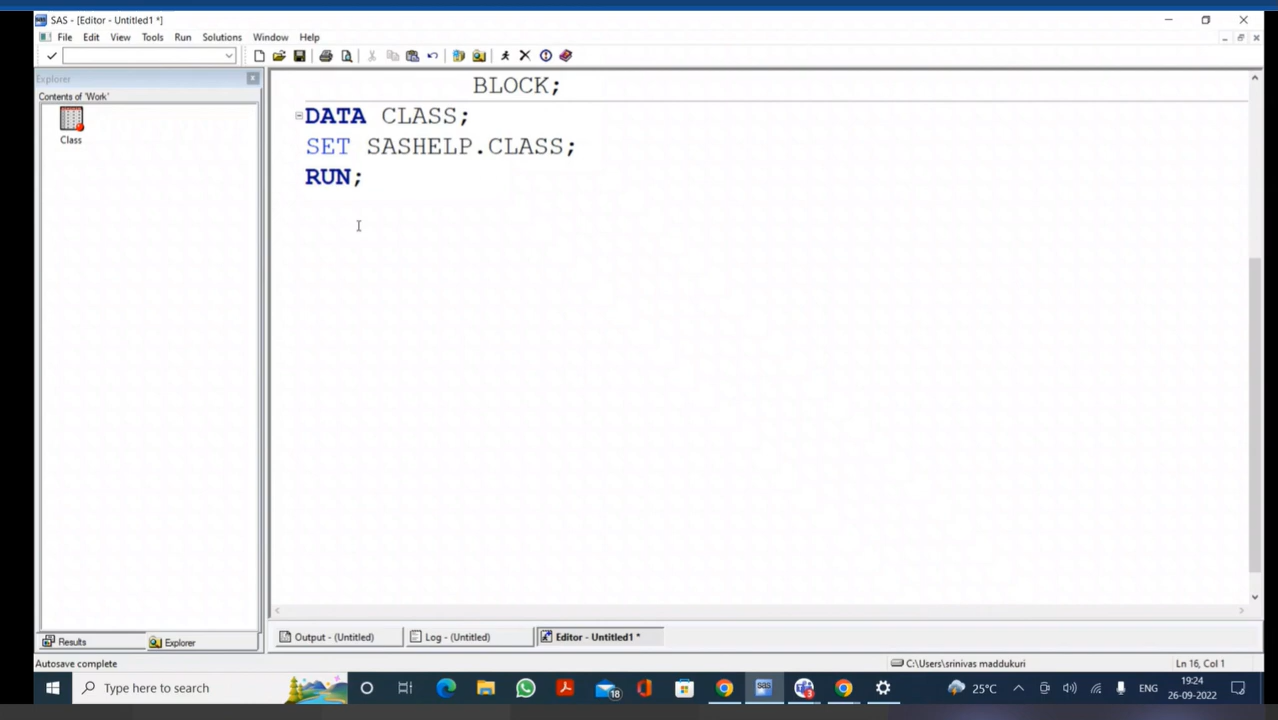 SAS - [Editor - Untitled1 *]
File Edit View Tools Run Solutions Window Help
Explorer
Contents of 'Work'
Class
BLOCK;
DATA CLASS;
SET SASHELP.CLASS;
RUN;
Results
Explorer
Output - (Untitled)
Log - (Untitled)
Editor - Untitled1 *
Autosave complete
C:\Users\srinivas maddukuri
Ln 16, Col 1
Type here to search
18
25°C
ENG
19:24
26-09-2022